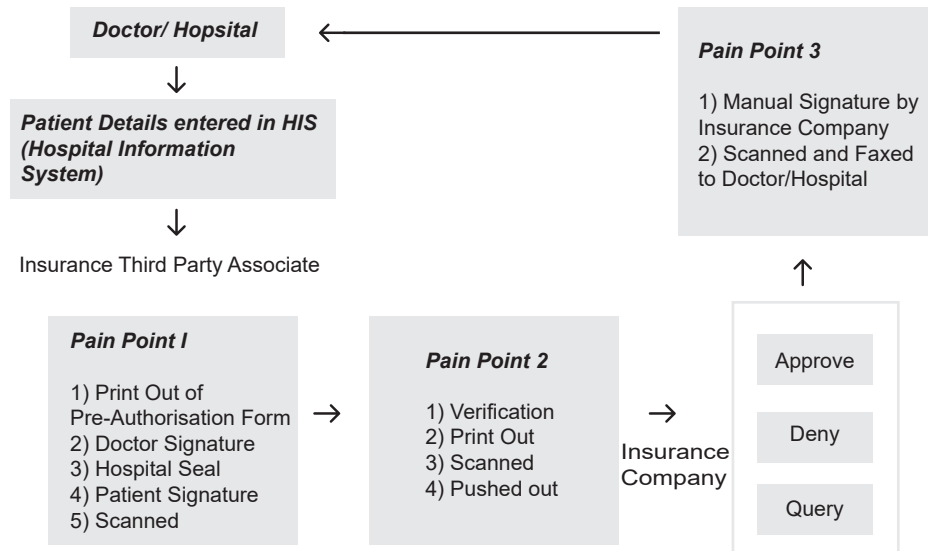 Doctor/ Hopsital
Patient Details entered in HIS
(Hospital Information
System)
Insurance Third Party Associate
Pain Point I
1) Print Out of
Pre-Authorisation Form
2) Doctor Signature
3) Hospital Seal
4) Patient Signature
5) Scanned
Pain Point 2
1) Verification
2) Print Out
3) Scanned
4) Pushed out
Insurance
Company
Approve
Deny
Query
Pain Point 3
1) Manual Signature by
Insurance Company
2) Scanned and Faxed
to Doctor/Hospital